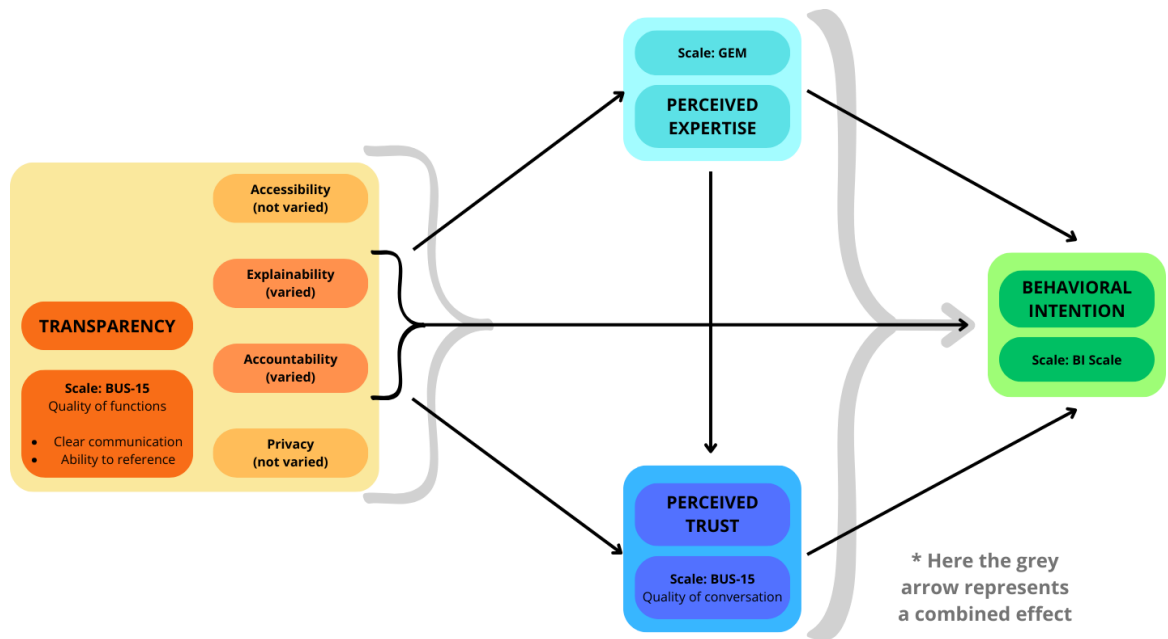 TRANSPARENCY
Scale: BUS-15
Quality of functions
• Clear communication
• Ability to reference
Accessibility
(not varied)
Explainability
(varied)
Accountability
(varied)
Privacy
(not varied)
Scale: GEM
PERCEIVED
EXPERTISE
PERCEIVED
TRUST
Scale: BUS-15
Quality of conversation
BEHAVIORAL
INTENTION
Scale: BI Scale
* Here the grey
arrow represents
a combined effect